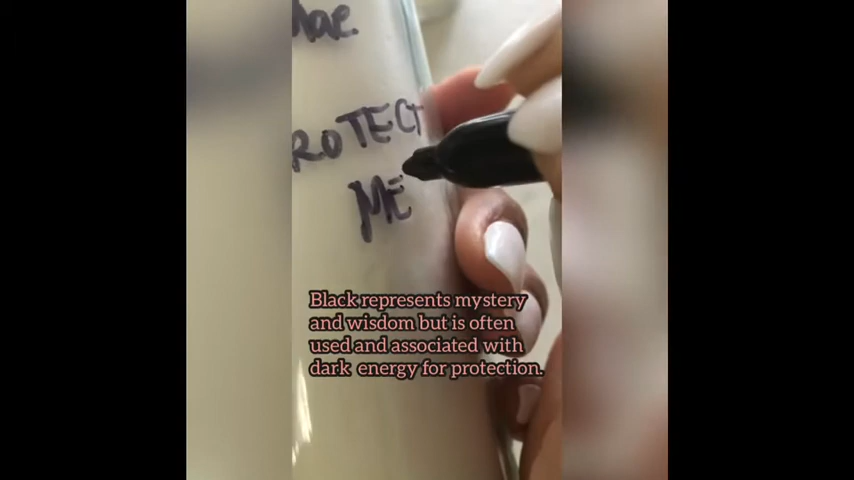 ROTECT
ME
Black represents mystery
and wisdom but is often
used and associated with
dark energy for protection.